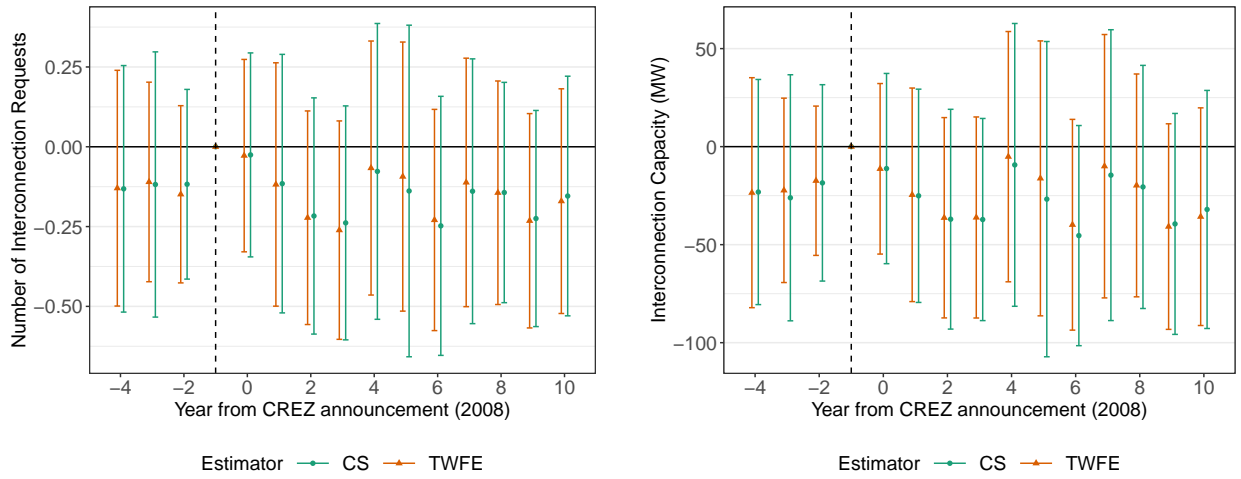 Number of Interconnection Requests
0.25
0.00
−0.25
−0.50
−4 −2 0 2 4 6 8 10
Year from CREZ announcement (2008)
Estimator CS TWFE
Interconnection Capacity (MW)
50
0
−50
−100
−4 −2 0 2 4 6 8 10
Year from CREZ announcement (2008)
Estimator CS TWFE